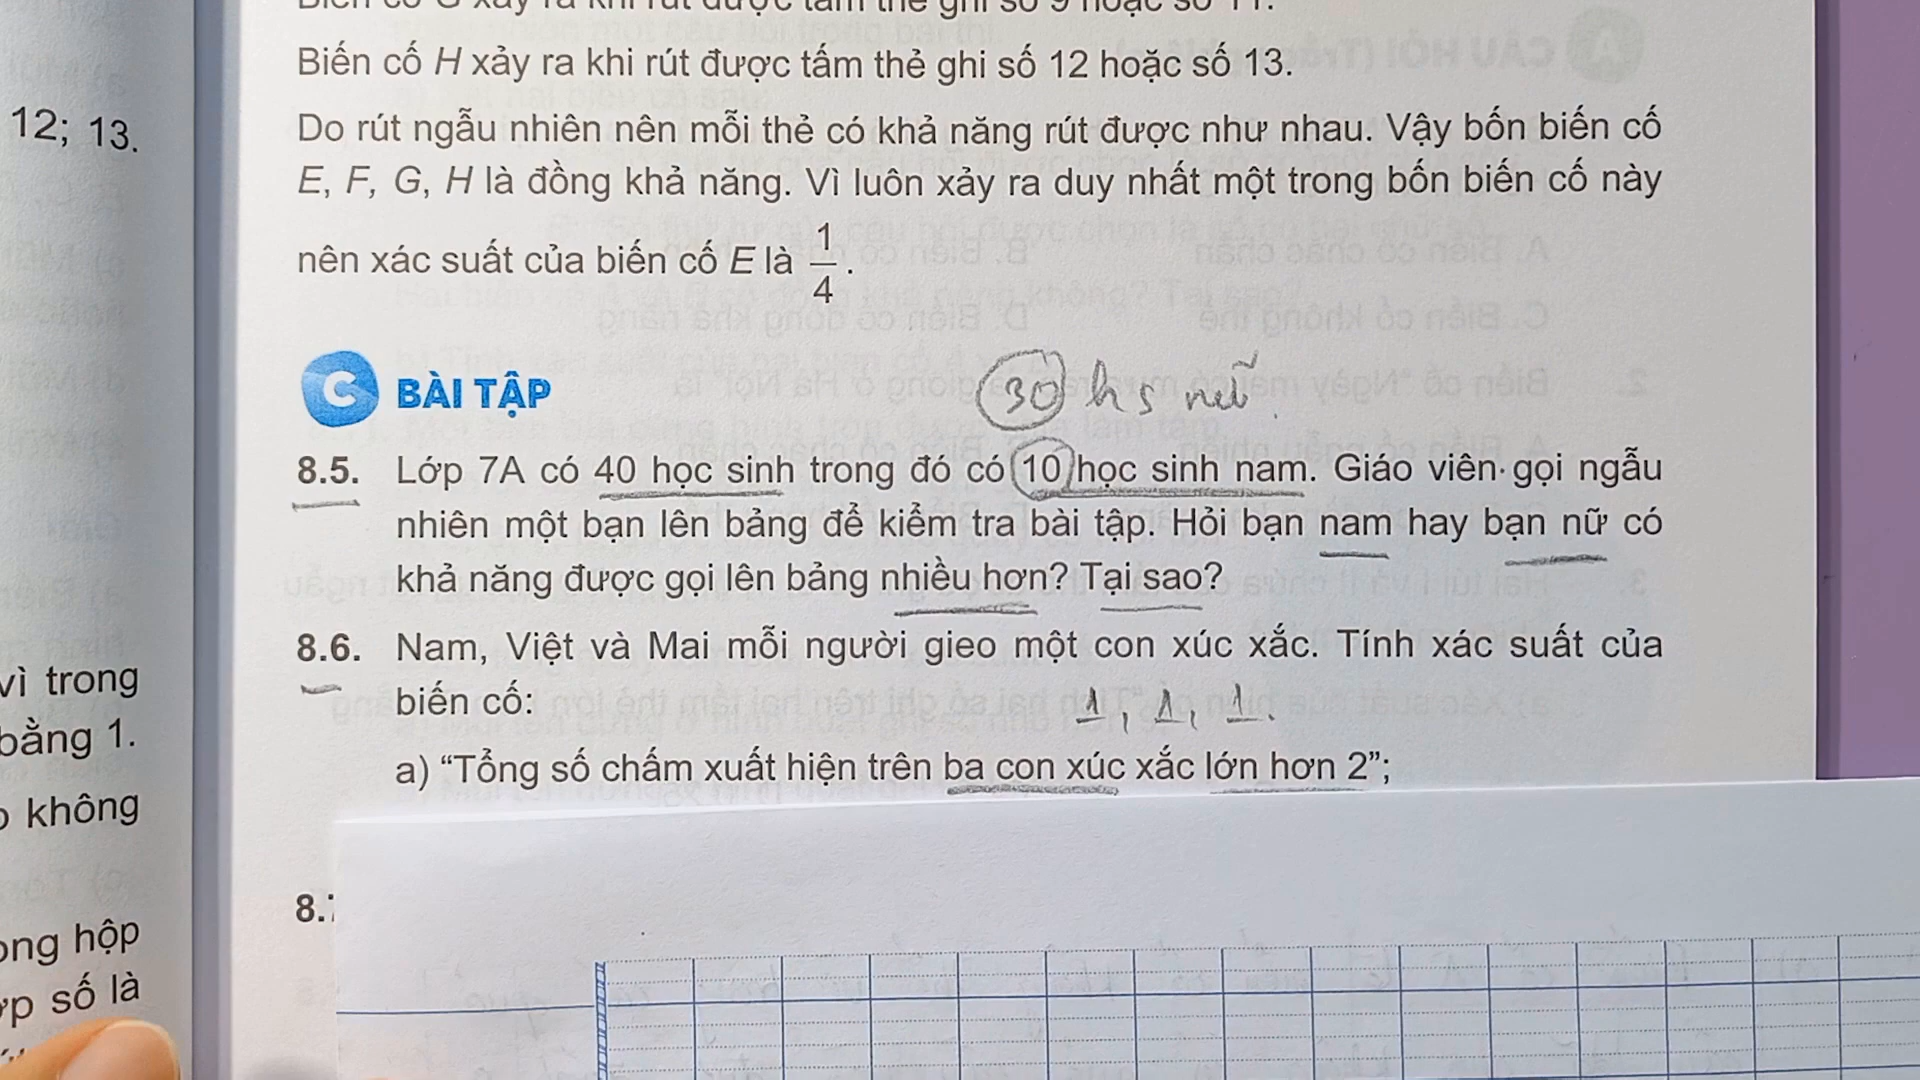 12; 13.
vì trong
bằng 1.
không
hộp
số là
Biến cố H xảy ra khi rút được tấm thẻ ghi số 12 hoặc số 13.
Do rút ngẫu nhiên nên mỗi thẻ có khả năng rút được như nhau. Vậy bốn biến cố
E, F, G, H là đồng khả năng. Vì luôn xảy ra duy nhất một trong bốn biến cố này
nên xác suất của biến cố E là 1/4.
C BÀI TẬP
30 hs nữ.
8.5. Lớp 7A có 40 học sinh trong đó có 10 học sinh nam. Giáo viên gọi ngẫu
nhiên một bạn lên bảng để kiểm tra bài tập. Hỏi bạn nam hay bạn nữ có
khả năng được gọi lên bảng nhiều hơn? Tại sao?
8.6. Nam, Việt và Mai mỗi người gieo một con xúc xắc. Tính xác suất của
biến cố:
1, 1, 1.
a) “Tổng số chấm xuất hiện trên ba con xúc xắc lớn hơn 2”;